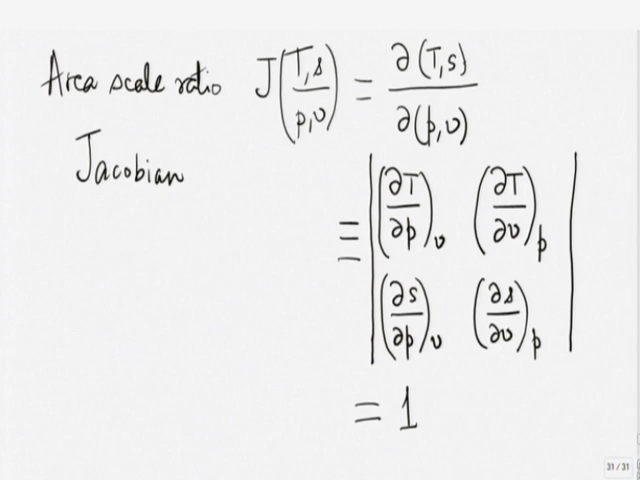 Area scale ratio J(T,s/p,v) = ∂(T,s)/∂(p,v)
Jacobian
≡ |(∂T/∂p)_v (∂T/∂v)_p|
|(∂s/∂p)_v (∂s/∂v)_p|
= 1
31 / 31